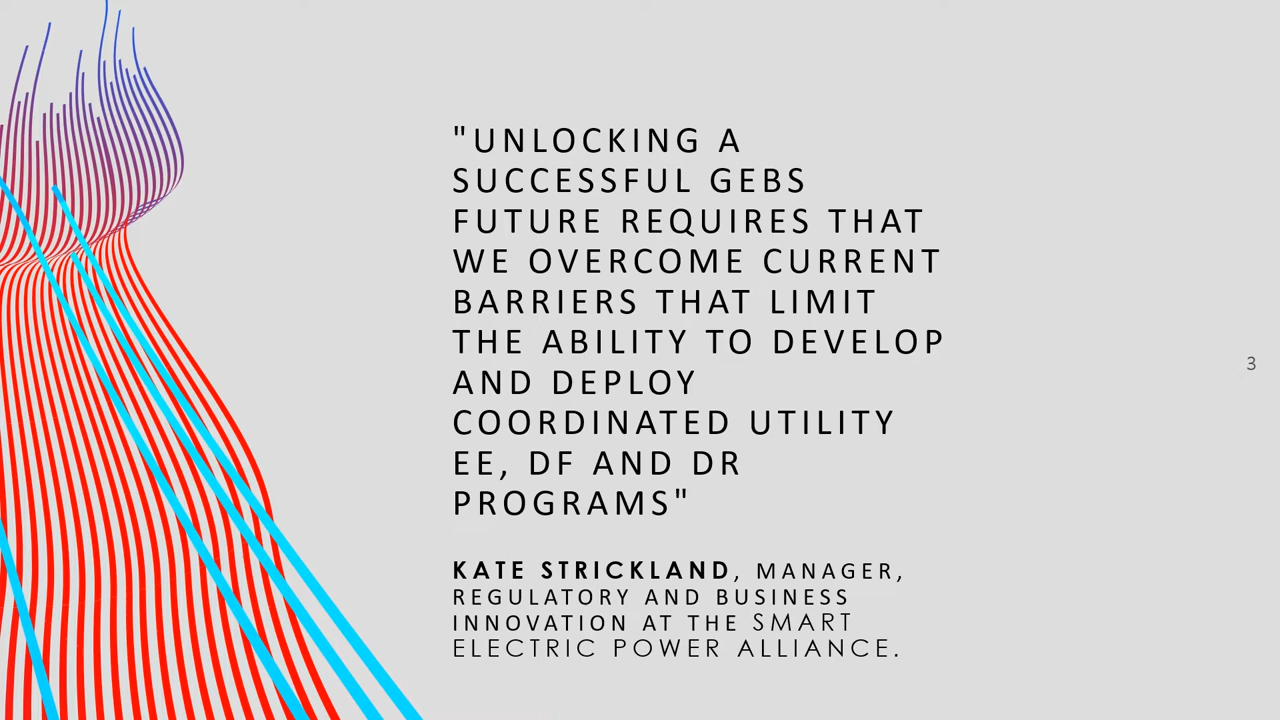 "UNLOCKING A
SUCCESSFUL GEBS
FUTURE REQUIRES THAT
WE OVERCOME CURRENT
BARRIERS THAT LIMIT
THE ABILITY TO DEVELOP
AND DEPLOY
COORDINATED UTILITY
EE, DF AND DR
PROGRAMS"
KATE STRICKLAND, MANAGER,
REGULATORY AND BUSINESS
INNOVATION AT THE SMART
ELECTRIC POWER ALLIANCE.
3